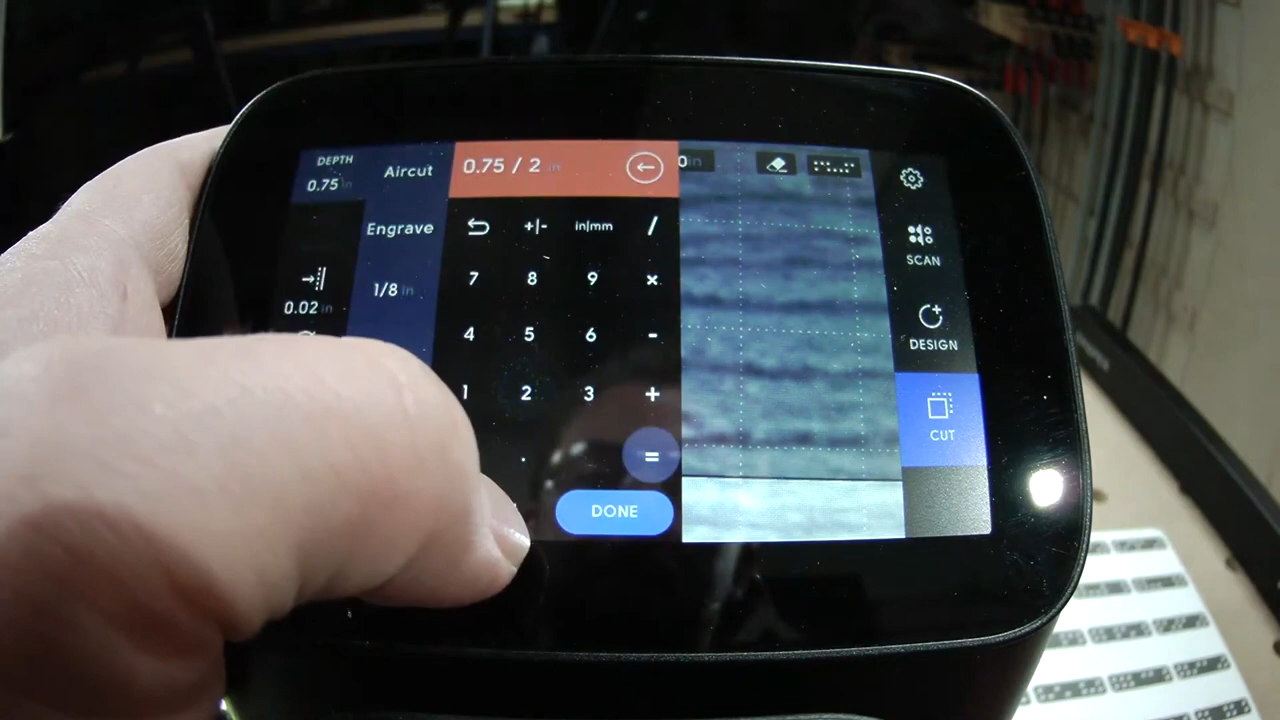 DEPTH
0.75 in
Aircut
0.75 / 2 in
0in
Engrave
+|-
in|mm
/
0.02 in
1/8 in
7 8 9 ×
4 5 6 -
1 2 3 +
. =
DONE
SCAN
DESIGN
CUT